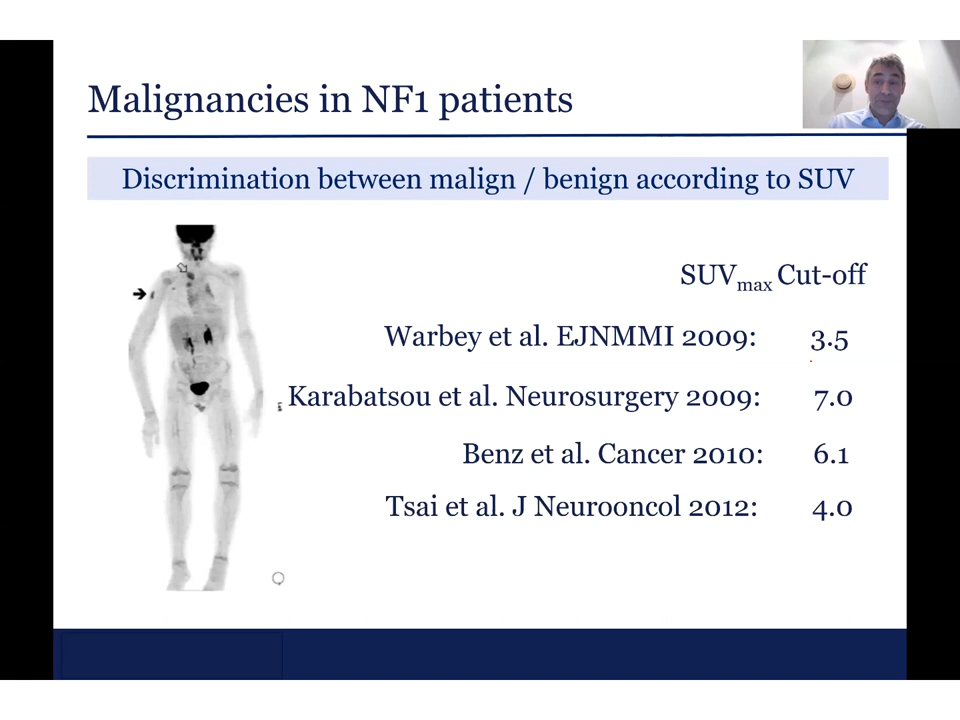 Malignancies in NF1 patients
Discrimination between malign / benign according to SUV
SUVmax Cut-off
Warbey et al. EJNMMI 2009: 3.5
Karabatsou et al. Neurosurgery 2009: 7.0
Benz et al. Cancer 2010: 6.1
Tsai et al. J Neurooncol 2012: 4.0